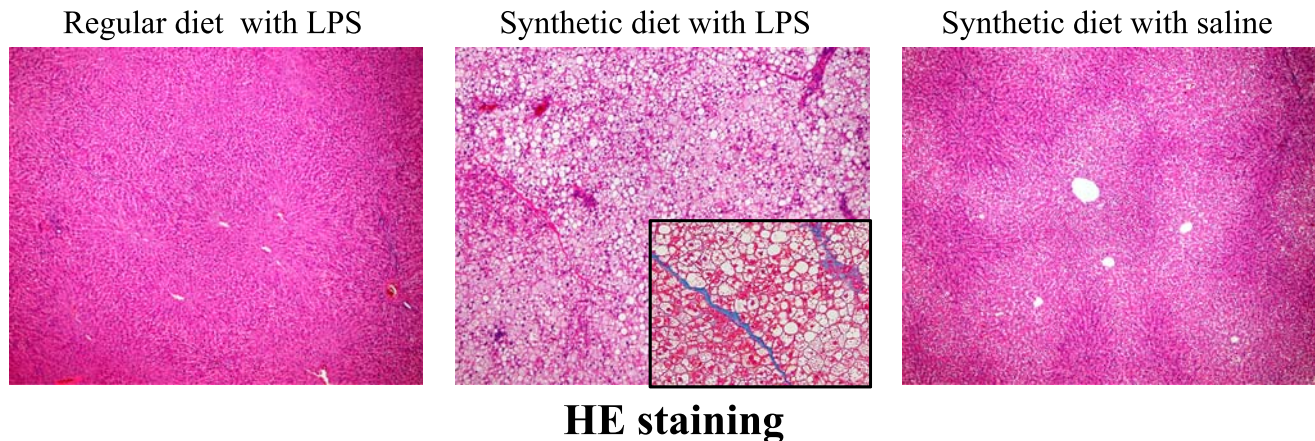 Regular diet with LPS
Synthetic diet with LPS
Synthetic diet with saline
HE staining